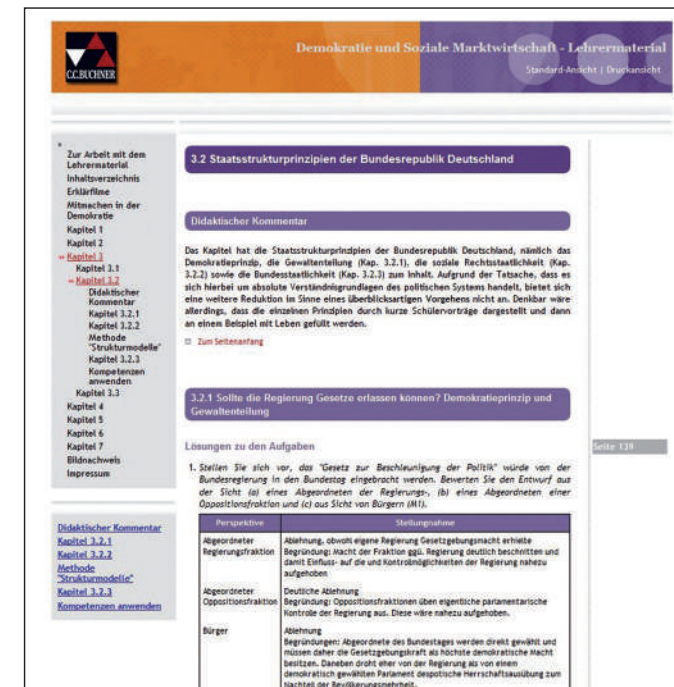 C.C.BUCHNER
Demokratie und Soziale Marktwirtschaft - Lehrermaterial
Standard-Ansicht | Druckansicht
Zur Arbeit mit dem
Lehrermaterial
Inhaltsverzeichnis
Erklärfilme
Mitmachen in der
Demokratie
Kapitel 1
Kapitel 2
Kapitel 3
Kapitel 3.1
Kapitel 3.2
Didaktischer
Kommentar
Kapitel 3.2.1
Kapitel 3.2.2
Methode
"Strukturmodelle"
Kapitel 3.2.3
Kompetenzen
anwenden
Kapitel 3.3
Kapitel 4
Kapitel 5
Kapitel 6
Kapitel 7
Bildnachweis
Impressum
Didaktischer Kommentar
Kapitel 3.2.1
Kapitel 3.2.2
Methode
"Strukturmodelle"
Kapitel 3.2.3
Kompetenzen anwenden
3.2 Staatsstrukturprinzipien der Bundesrepublik Deutschland
Didaktischer Kommentar
Das Kapitel hat die Staatsstrukturprinzipien der Bundesrepublik Deutschland, nämlich das
Demokratieprinzip, die Gewaltenteilung (Kap. 3.2.1), die soziale Rechtsstaatlichkeit (Kap.
3.2.2) sowie die Bundesstaatlichkeit (Kap. 3.2.3) zum Inhalt. Aufgrund der Tatsache, dass es
sich hierbei um absolute Verständnisgrundlagen des politischen Systems handelt, bietet sich
eine weitere Reduktion im Sinne eines überblicksartigen Vorgehens nicht an. Denkbar wäre
allerdings, dass die einzelnen Prinzipien durch kurze Schülervorträge dargestellt und dann
an einem Beispiel mit Leben gefüllt werden.
Zum Seitenanfang
3.2.1 Sollte die Regierung Gesetze erlassen können? Demokratieprinzip und
Gewaltenteilung
Lösungen zu den Aufgaben
Seite 139
1. Stellen Sie sich vor, das "Gesetz zur Beschleunigung der Politik" würde von der
Bundesregierung in den Bundestag eingebracht werden. Bewerten Sie den Entwurf aus
der Sicht (a) eines Abgeordneten der Regierungs-, (b) eines Abgeordneten einer
Oppositionsfraktion und (c) aus Sicht von Bürgern (M1).
Perspektive Stellungnahme
Abgeordneter Ablehnung, obwohl eigene Regierung Gesetzgebungsmacht erhielte
Regierungsfraktion Begründung: Macht der Fraktion ggü. Regierung deutlich beschnitten und
damit Einfluss- auf die und Kontrollmöglichkeiten der Regierung nahezu
aufgehoben
Abgeordneter Deutliche Ablehnung
Oppositionsfraktion Begründung: Oppositionsfraktionen üben eigentliche parlamentarische
Kontrolle der Regierung aus. Diese wäre nahezu aufgehoben.
Bürger Ablehnung
Begründungen: Abgeordnete des Bundestages werden direkt gewählt und
müssen daher die Gesetzgebungskraft als höchste demokratische Macht
besitzen. Daneben droht eher von der Regierung als von einem
demokratisch gewählten Parlament despotische Herrschaftsausübung zum
Nachteil der Bevölkerungsmehrheit.